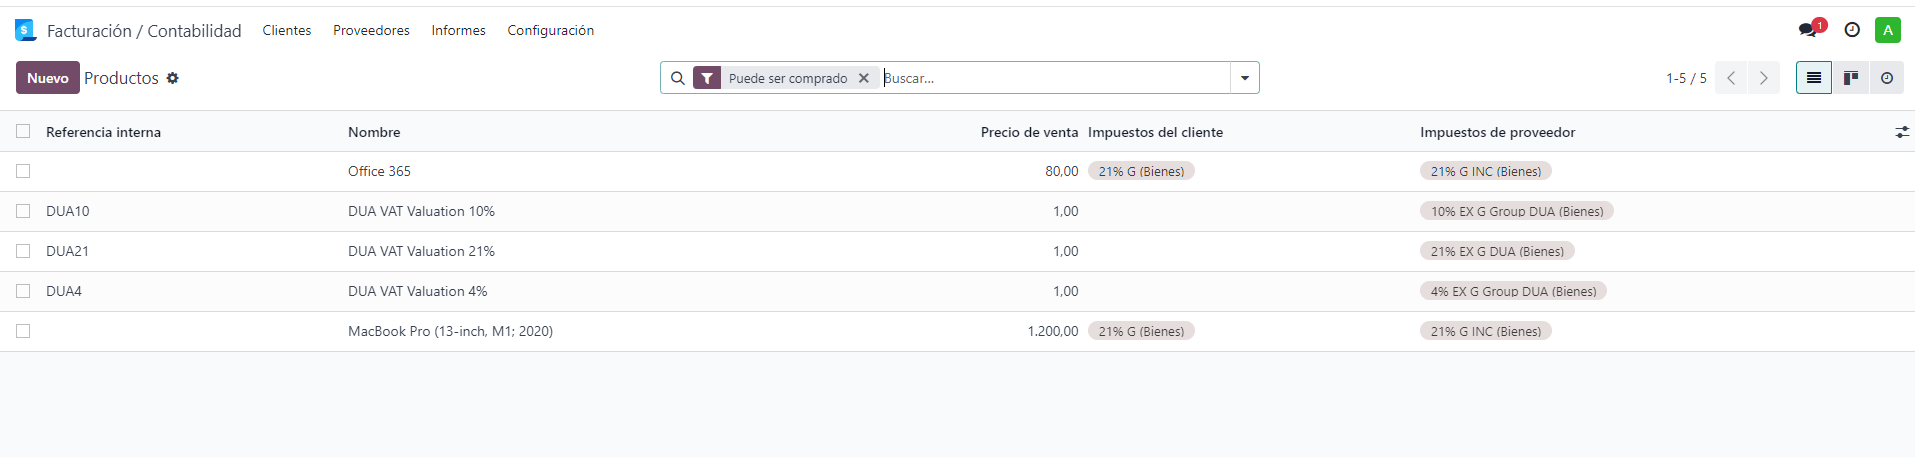 Facturación / Contabilidad Clientes Proveedores Informes Configuración 1 A
Nuevo Productos Puede ser comprado Buscar... 1-5 / 5
Referencia interna Nombre Precio de venta Impuestos del cliente Impuestos de proveedor
Office 365 80,00 21% G (Bienes) 21% G INC (Bienes)
DUA10 DUA VAT Valuation 10% 1,00 10% EX G Group DUA (Bienes)
DUA21 DUA VAT Valuation 21% 1,00 21% EX G DUA (Bienes)
DUA4 DUA VAT Valuation 4% 1,00 4% EX G Group DUA (Bienes)
MacBook Pro (13-inch, M1; 2020) 1.200,00 21% G (Bienes) 21% G INC (Bienes)